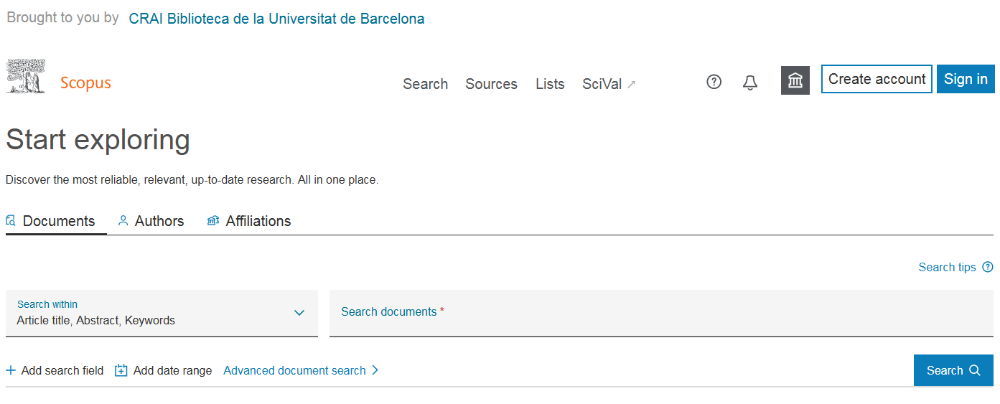 Brought to you by CRAI Biblioteca de la Universitat de Barcelona
Scopus Search Sources Lists SciVal ↗ Create account Sign in
Start exploring
Discover the most reliable, relevant, up-to-date research. All in one place.
Documents Authors Affiliations
Search tips
Search within
Article title, Abstract, Keywords
Search documents *
Add search field Add date range Advanced document search Search